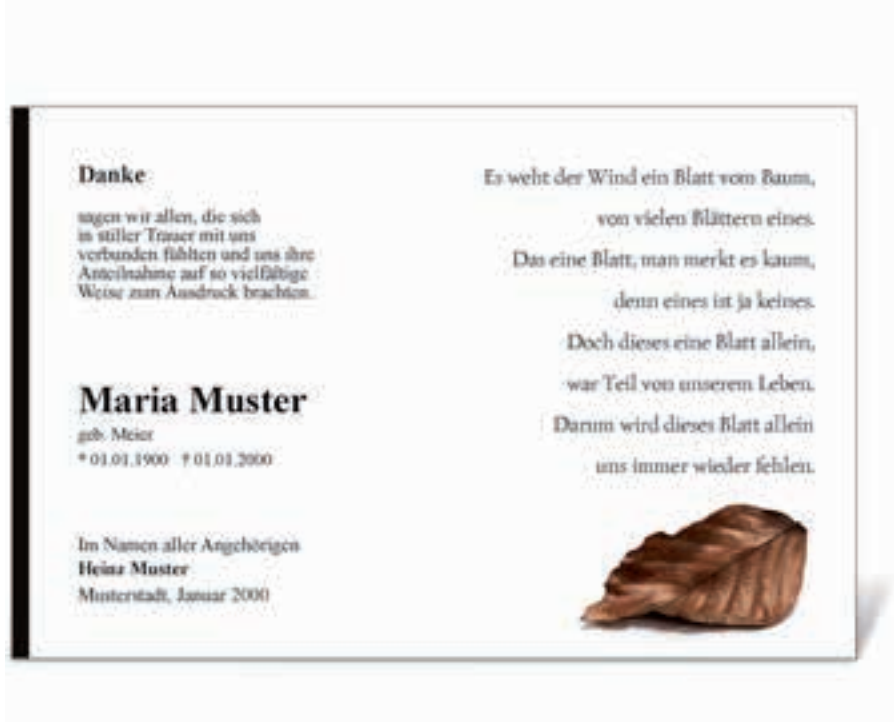 Danke
sagen wir allen, die sich
in stiller Trauer mit uns
verbunden fühlten und uns ihre
Anteilnahme auf so vielfältige
Weise zum Ausdruck brachten.
Maria Muster
geb. Meier
* 01.01.1900 † 01.01.2000
Im Namen aller Angehörigen
Heinz Muster
Musterstadt, Januar 2000
Es weht der Wind ein Blatt vom Baum,
von vielen Blättern eines.
Das eine Blatt, man merkt es kaum,
denn eines ist ja keines.
Doch dieses eine Blatt allein,
war Teil von unserem Leben.
Darum wird dieses Blatt allein
uns immer wieder fehlen.